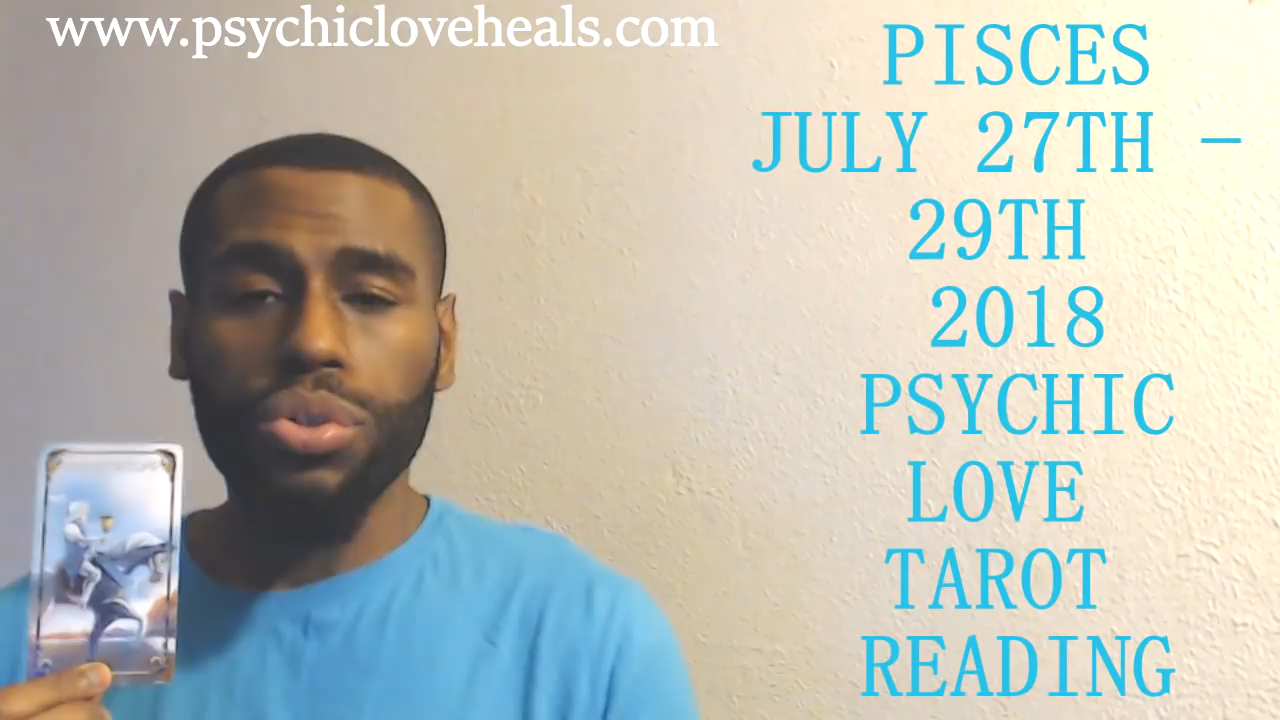 www.psychicloveheals.com
PISCES
JULY 27TH -
29TH
2018
PSYCHIC
LOVE
TAROT
READING